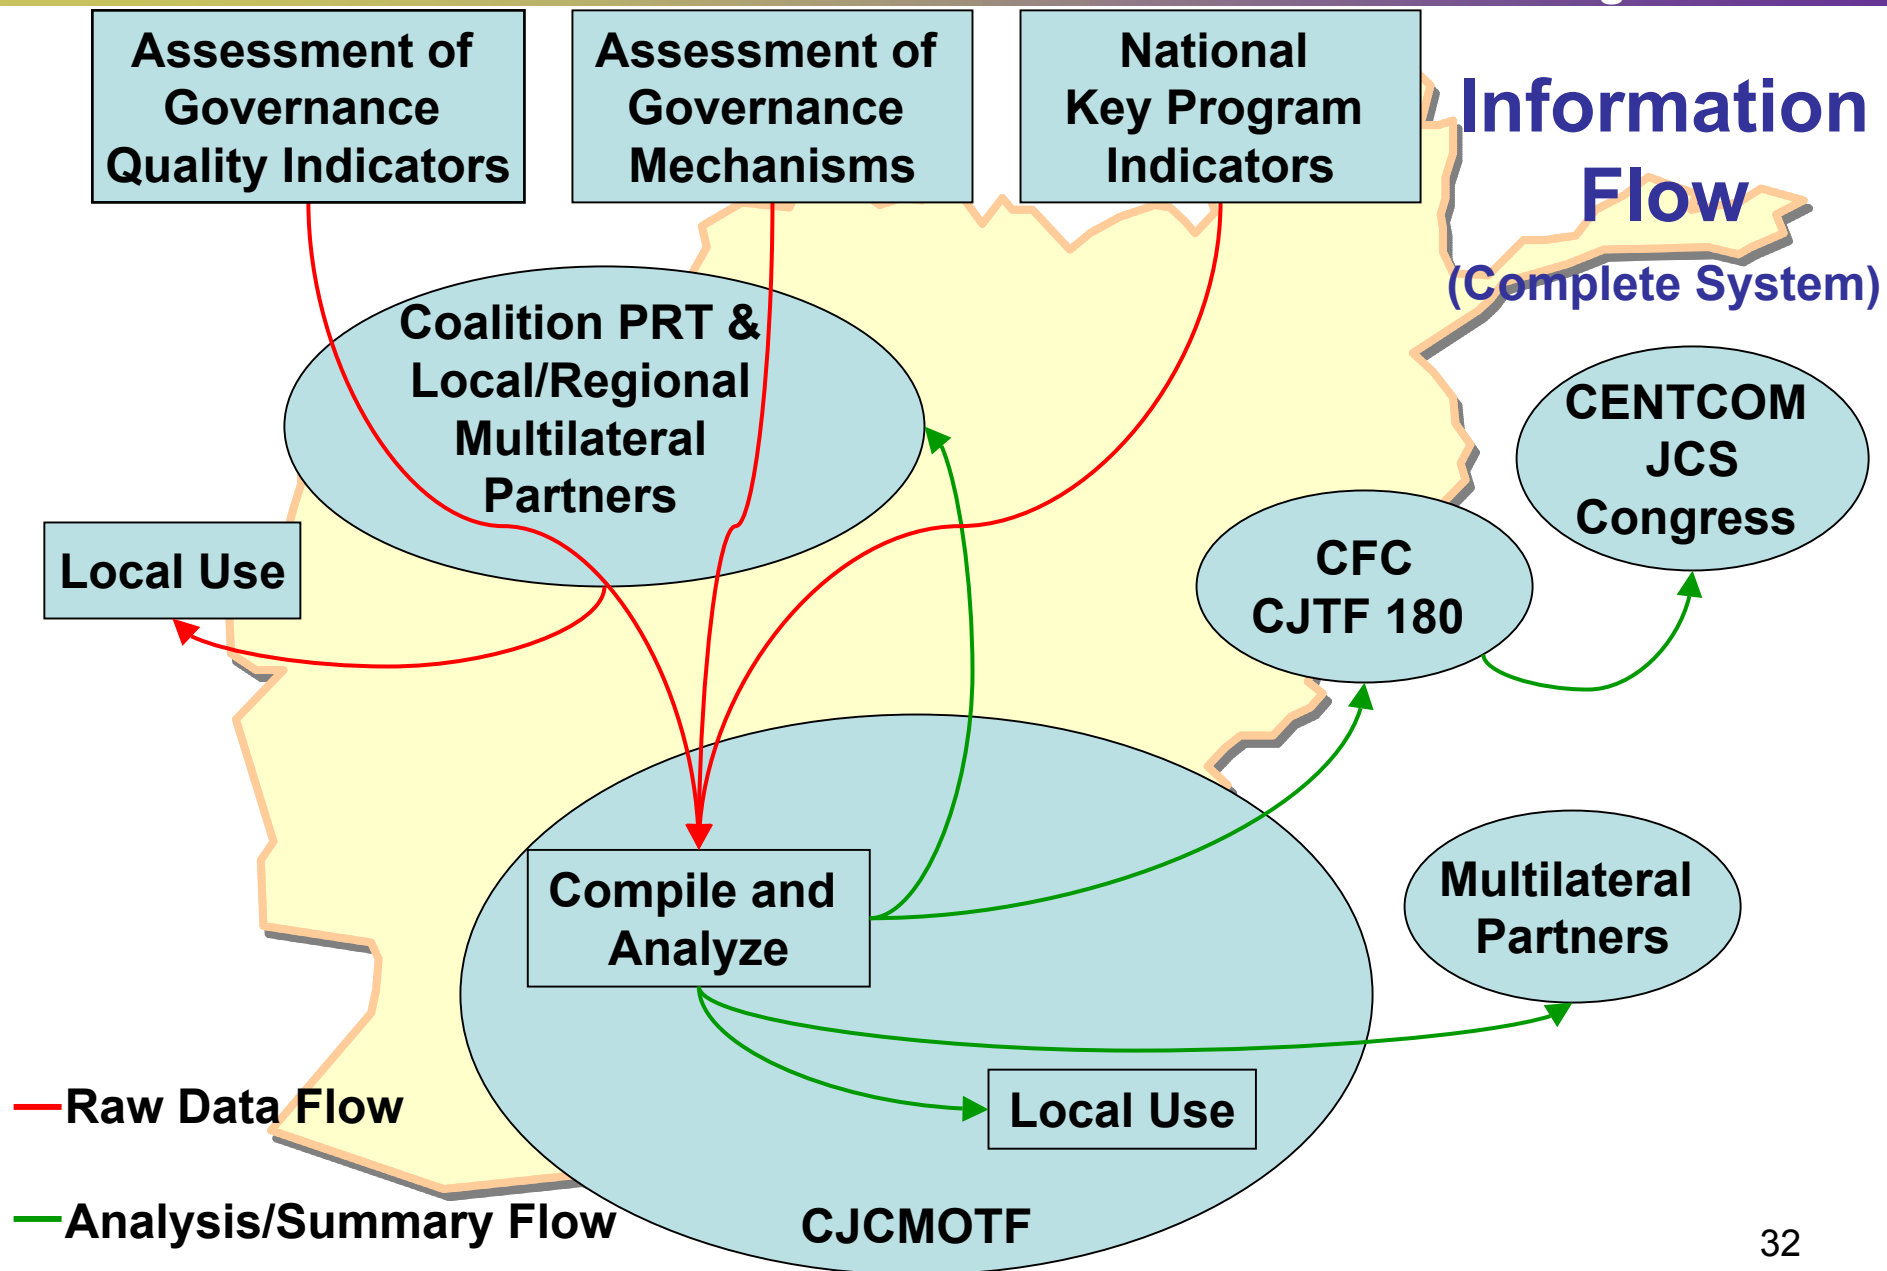 Assessment of
Governance
Quality Indicators
Assessment of
Governance
Mechanisms
National
Key Program
Indicators
Information
Flow
(Complete System)
Coalition PRT &
Local/Regional
Multilateral
Partners
CENTCOM
JCS
Congress
Local Use
CFC
CJTF 180
Compile and
Analyze
Multilateral
Partners
Local Use
Raw Data Flow
Analysis/Summary Flow
CJCMOTF
32